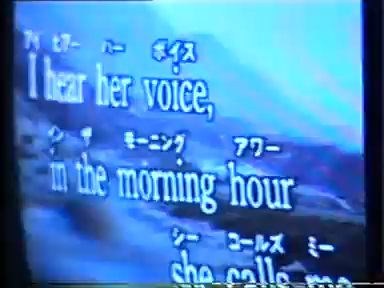 アイ ヒアー ハー ボイス
I hear her voice,
イン ザ モーニング アワー
in the morning hour
シー コールズ ミー
she calls me